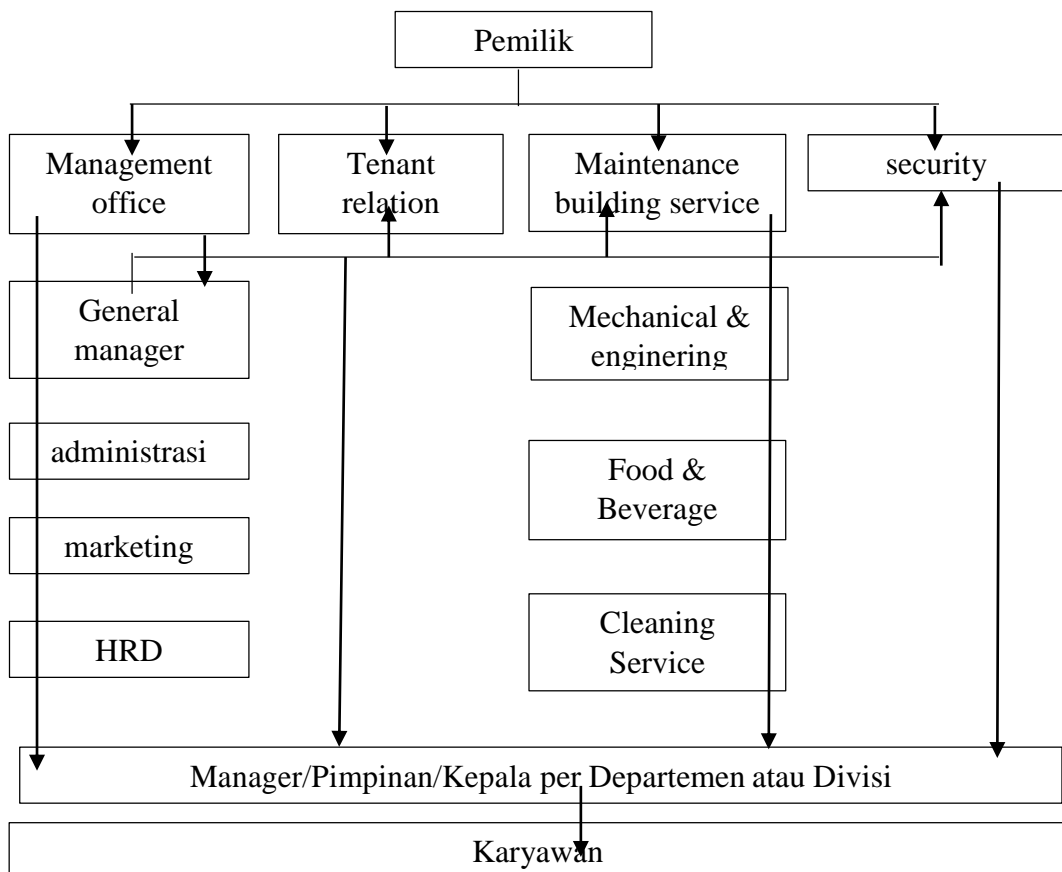 Pemilik
Management
office
Tenant
relation
Maintenance
building service
security
General
manager
Mechanical &
enginering
administrasi
Food &
Beverage
marketing
Cleaning
Service
HRD
Manager/Pimpinan/Kepala per Departemen atau Divisi
Karyawan